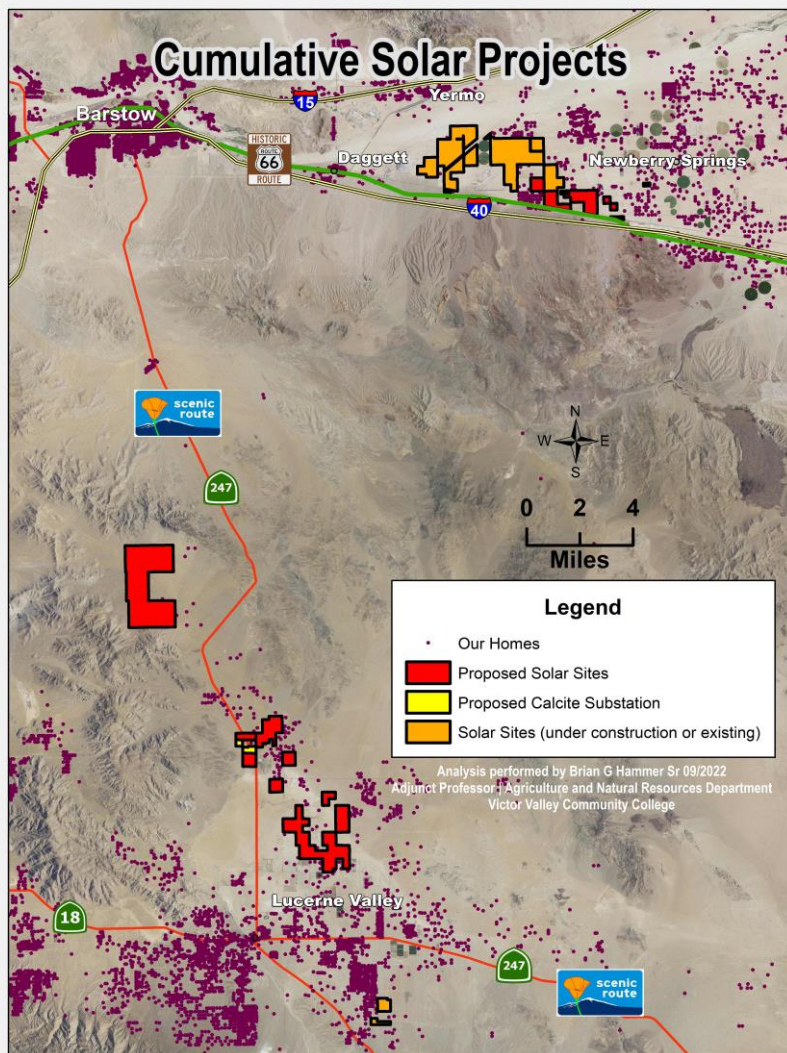 Cumulative Solar Projects
Barstow
15
Yermo
HISTORIC
ROUTE
66
ROUTE
Daggett
Newberry Springs
40
scenic
route
247
N
W E
S
0 2 4
Miles
Legend
Our Homes
Proposed Solar Sites
Proposed Calcite Substation
Solar Sites (under construction or existing)
Analysis performed by Brian G Hammer Sr 09/2022
Adjunct Professor | Agriculture and Natural Resources Department
Victor Valley Community College
Lucerne Valley
18
247
scenic
route